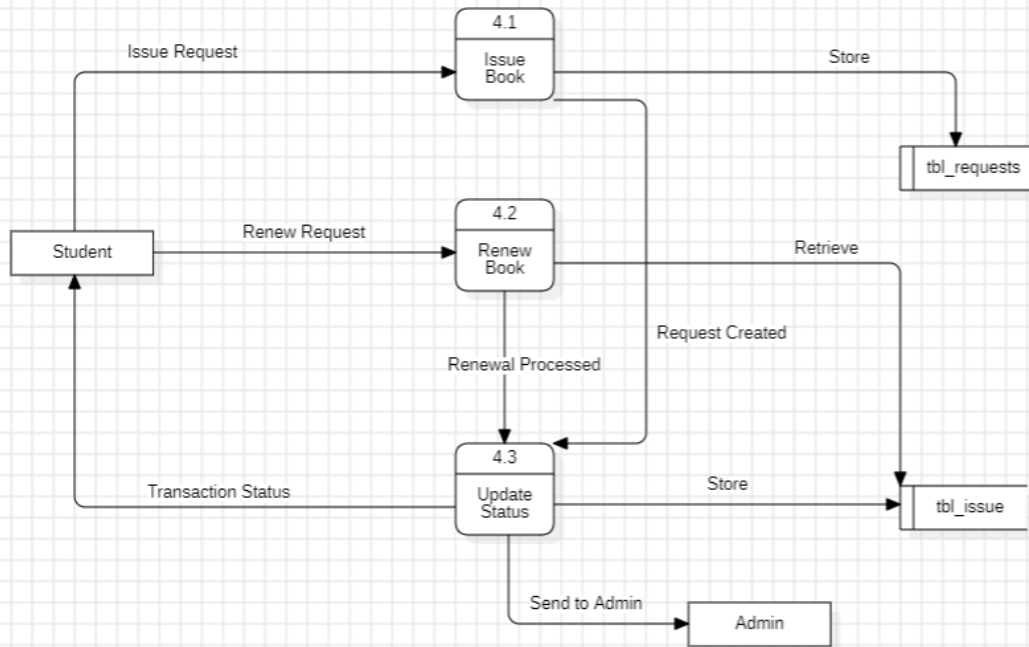 4.1
Issue Request
Issue
Book
Store
tbl_requests
4.2
Renew Request
Renew
Book
Retrieve
Student
Request Created
Renewal Processed
4.3
Transaction Status
Update
Status
Store
tbl_issue
Send to Admin
Admin